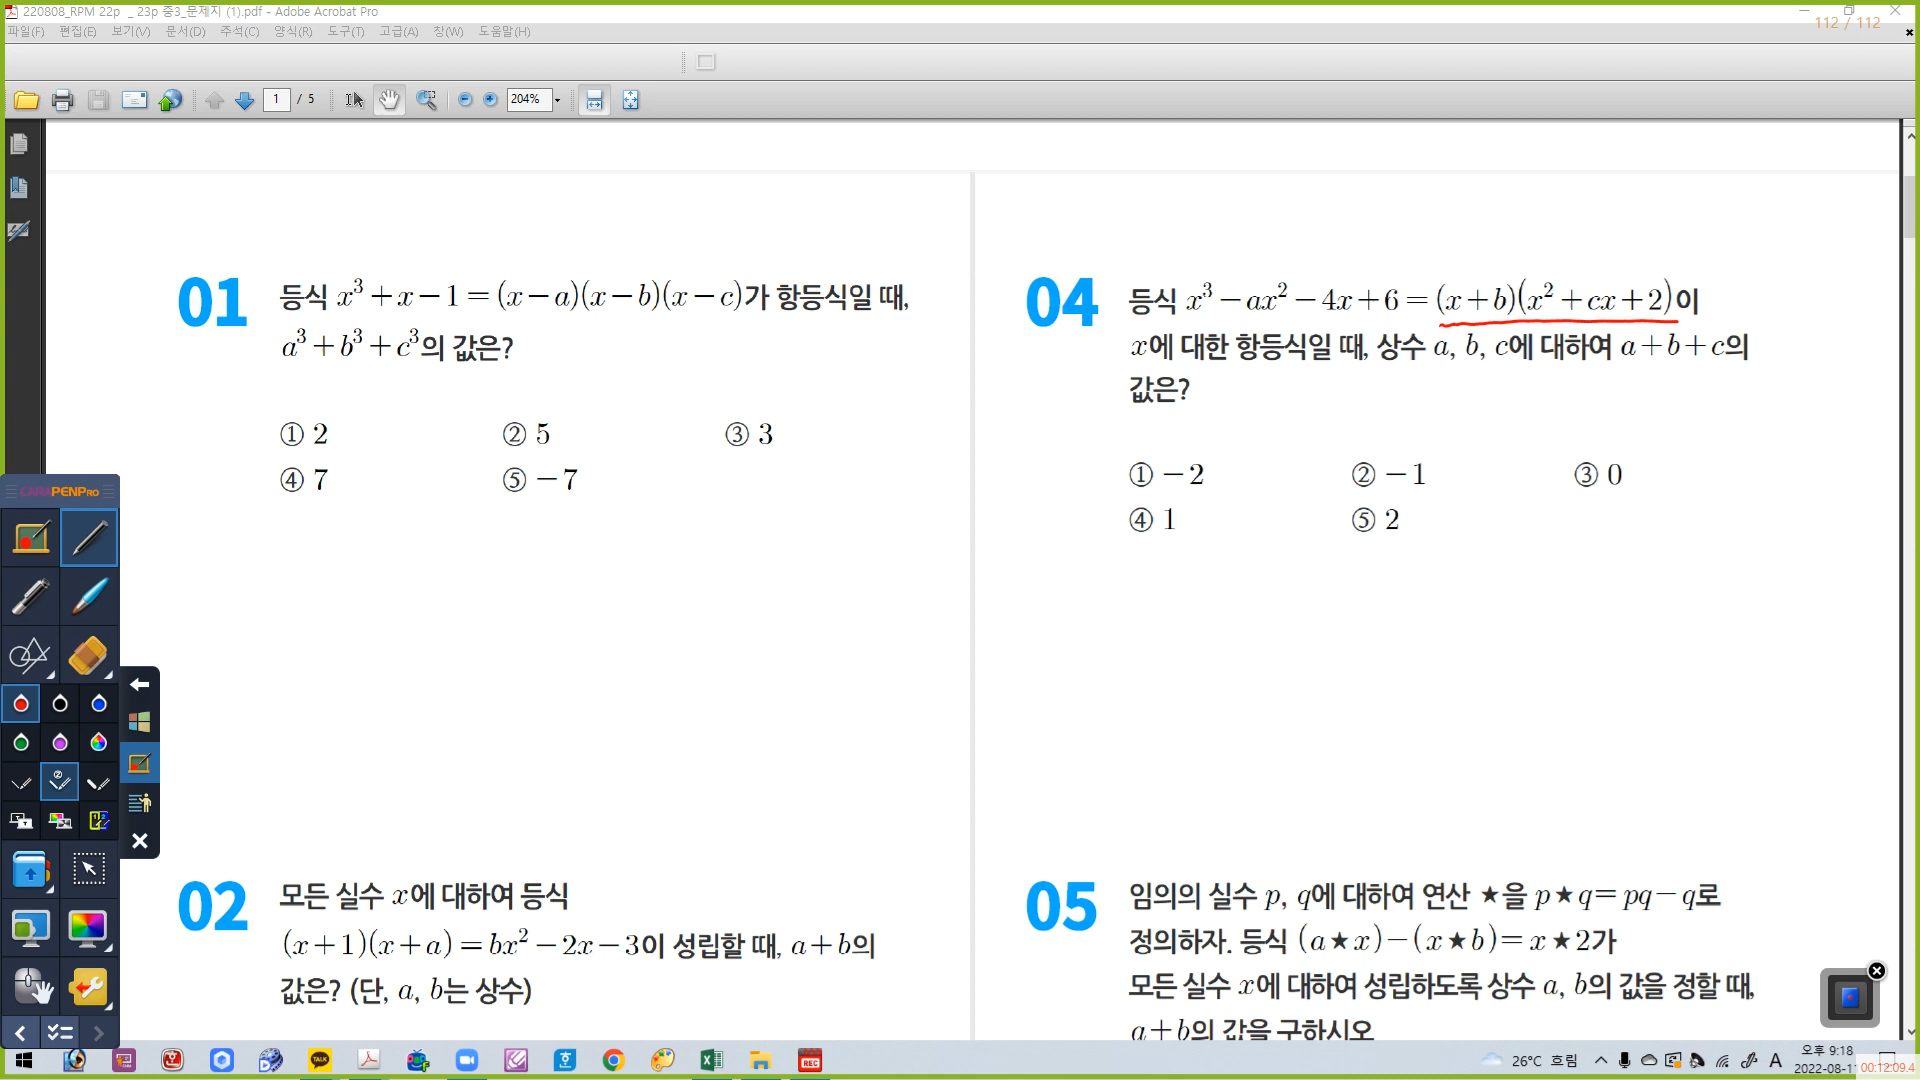 220808_RPM 22p _ 23p 중3_문제지 (1).pdf - Adobe Acrobat Pro
112 / 112
파일(F) 편집(E) 보기(V) 문서(D) 주석(C) 양식(R) 도구(T) 고급(A) 창(W) 도움말(H)
1 / 5
204%
01 등식 x³+x−1=(x−a)(x−b)(x−c)가 항등식일 때,
a³+b³+c³의 값은?
① 2 ② 5 ③ 3
④ 7 ⑤ −7
02 모든 실수 x에 대하여 등식
(x+1)(x+a)=bx²−2x−3이 성립할 때, a+b의
값은? (단, a, b는 상수)
04 등식 x³−ax²−4x+6=(x+b)(x²+cx+2)이
x에 대한 항등식일 때, 상수 a, b, c에 대하여 a+b+c의
값은?
① −2 ② −1 ③ 0
④ 1 ⑤ 2
05 임의의 실수 p, q에 대하여 연산 ★을 p★q=pq−q로
정의하자. 등식 (a★x)−(x★b)=x★2가
모든 실수 x에 대하여 성립하도록 상수 a, b의 값을 정할 때,
a+b의 값을 구하시오
CARAPENPRO
TALK
REC
26°C 흐림
A
오후 9:18
2022-08-1
00:12:09.4